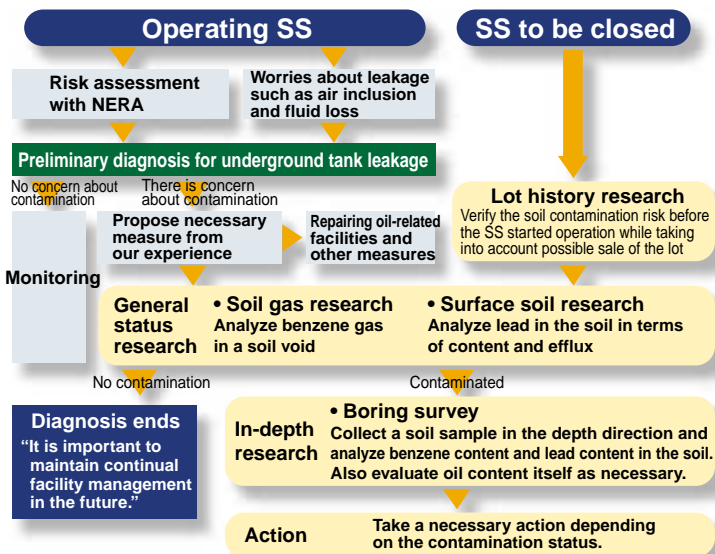 Operating SS
SS to be closed
Risk assessment
with NERA
Worries about leakage
such as air inclusion
and fluid loss
Preliminary diagnosis for underground tank leakage
No concern about
contamination
There is concern
about contamination
Lot history research
Verify the soil contamination risk before
the SS started operation while taking
into account possible sale of the lot
Propose necessary
measure from
our experience
Repairing oil-related
facilities and
other measures
Monitoring
General
status
research
• Soil gas research
Analyze benzene gas
in a soil void
• Surface soil research
Analyze lead in the soil in terms
of content and efflux
No contamination
Contaminated
Diagnosis ends
“It is important to
maintain continual
facility management
in the future.”
In-depth
research
• Boring survey
Collect a soil sample in the depth direction and
analyze benzene content and lead content in the soil.
Also evaluate oil content itself as necessary.
Action
Take a necessary action depending
on the contamination status.